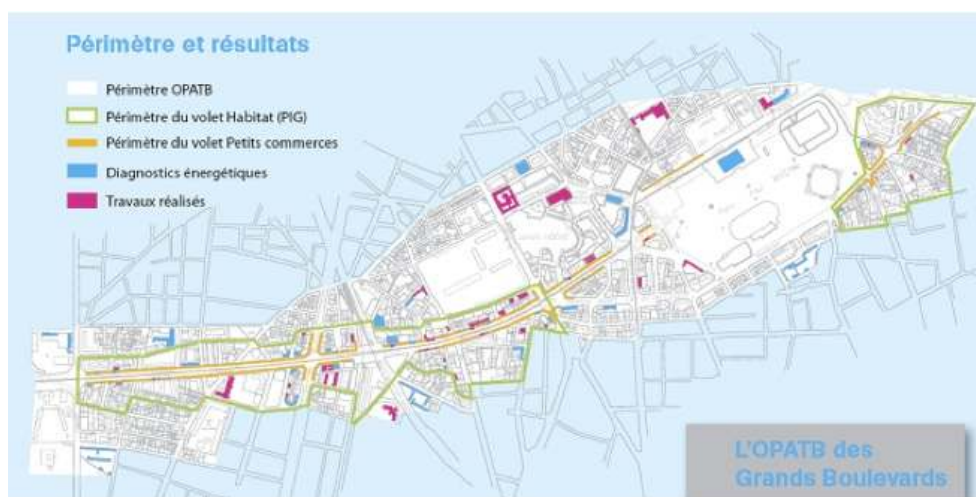 Périmètre et résultats
Périmètre OPATB
Périmètre du volet Habitat (PIG)
Périmètre du volet Petits commerces
Diagnostics énergétiques
Travaux réalisés
L'OPATB des
Grands Boulevards